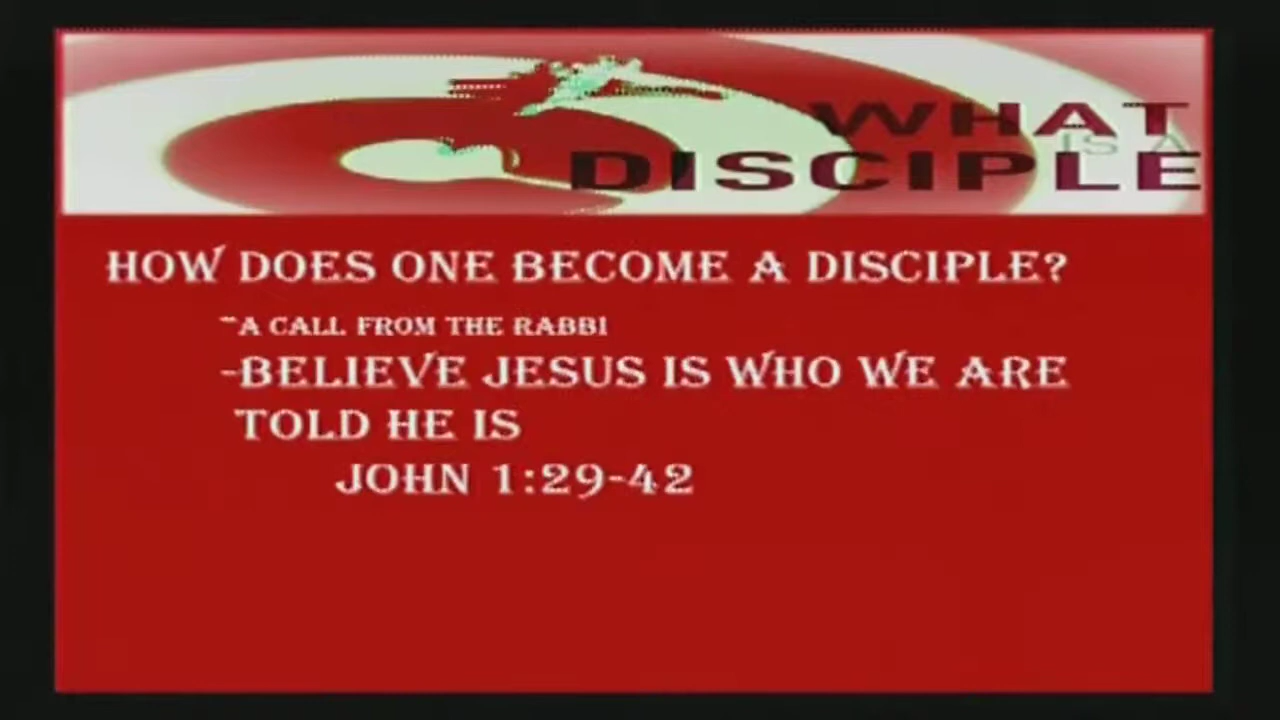 WHAT
IS A
DISCIPLE
HOW DOES ONE BECOME A DISCIPLE?
~A CALL FROM THE RABBI
-BELIEVE JESUS IS WHO WE ARE
TOLD HE IS
JOHN 1:29-42